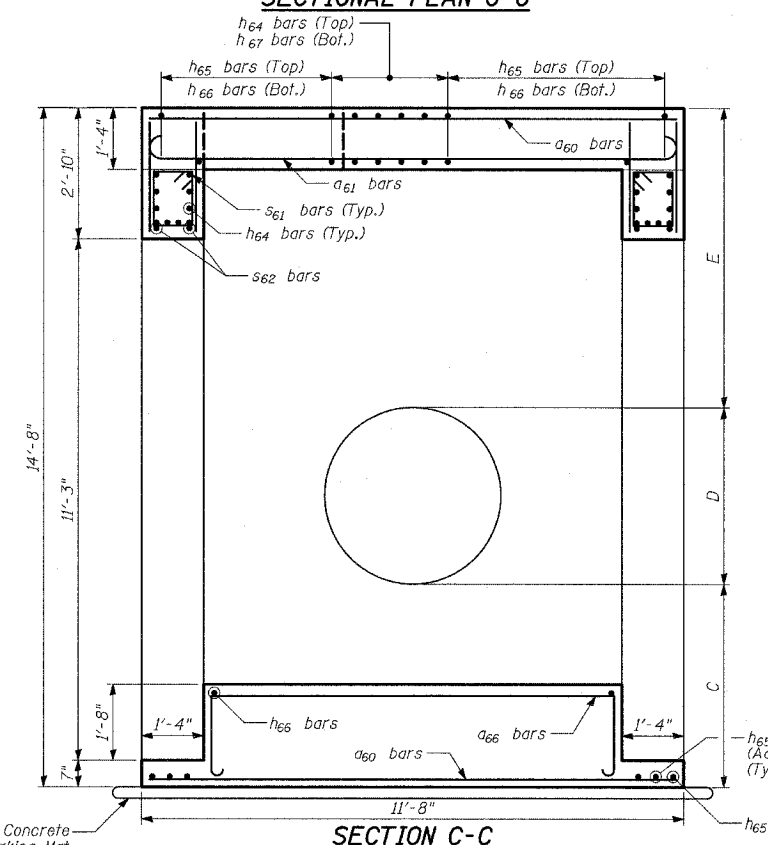 SECTIONAL PLAN
h64 bars (Top)
h67 bars (Bot.)
h65 bars (Top)
h66 bars (Bot.)
h65 bars (Top)
h66 bars (Bot.)
1'-4"
2'-10"
a60 bars
a61 bars
s61 bars (Typ.)
h64 bars (Typ.)
s62 bars
E
14'-8"
11'-3"
D
C
1'-8"
1'-4"
h66 bars
a66 bars
1'-4"
7"
a60 bars
h65
(Typ
h65
11'-8"
Concrete
Mat
SECTION C-C